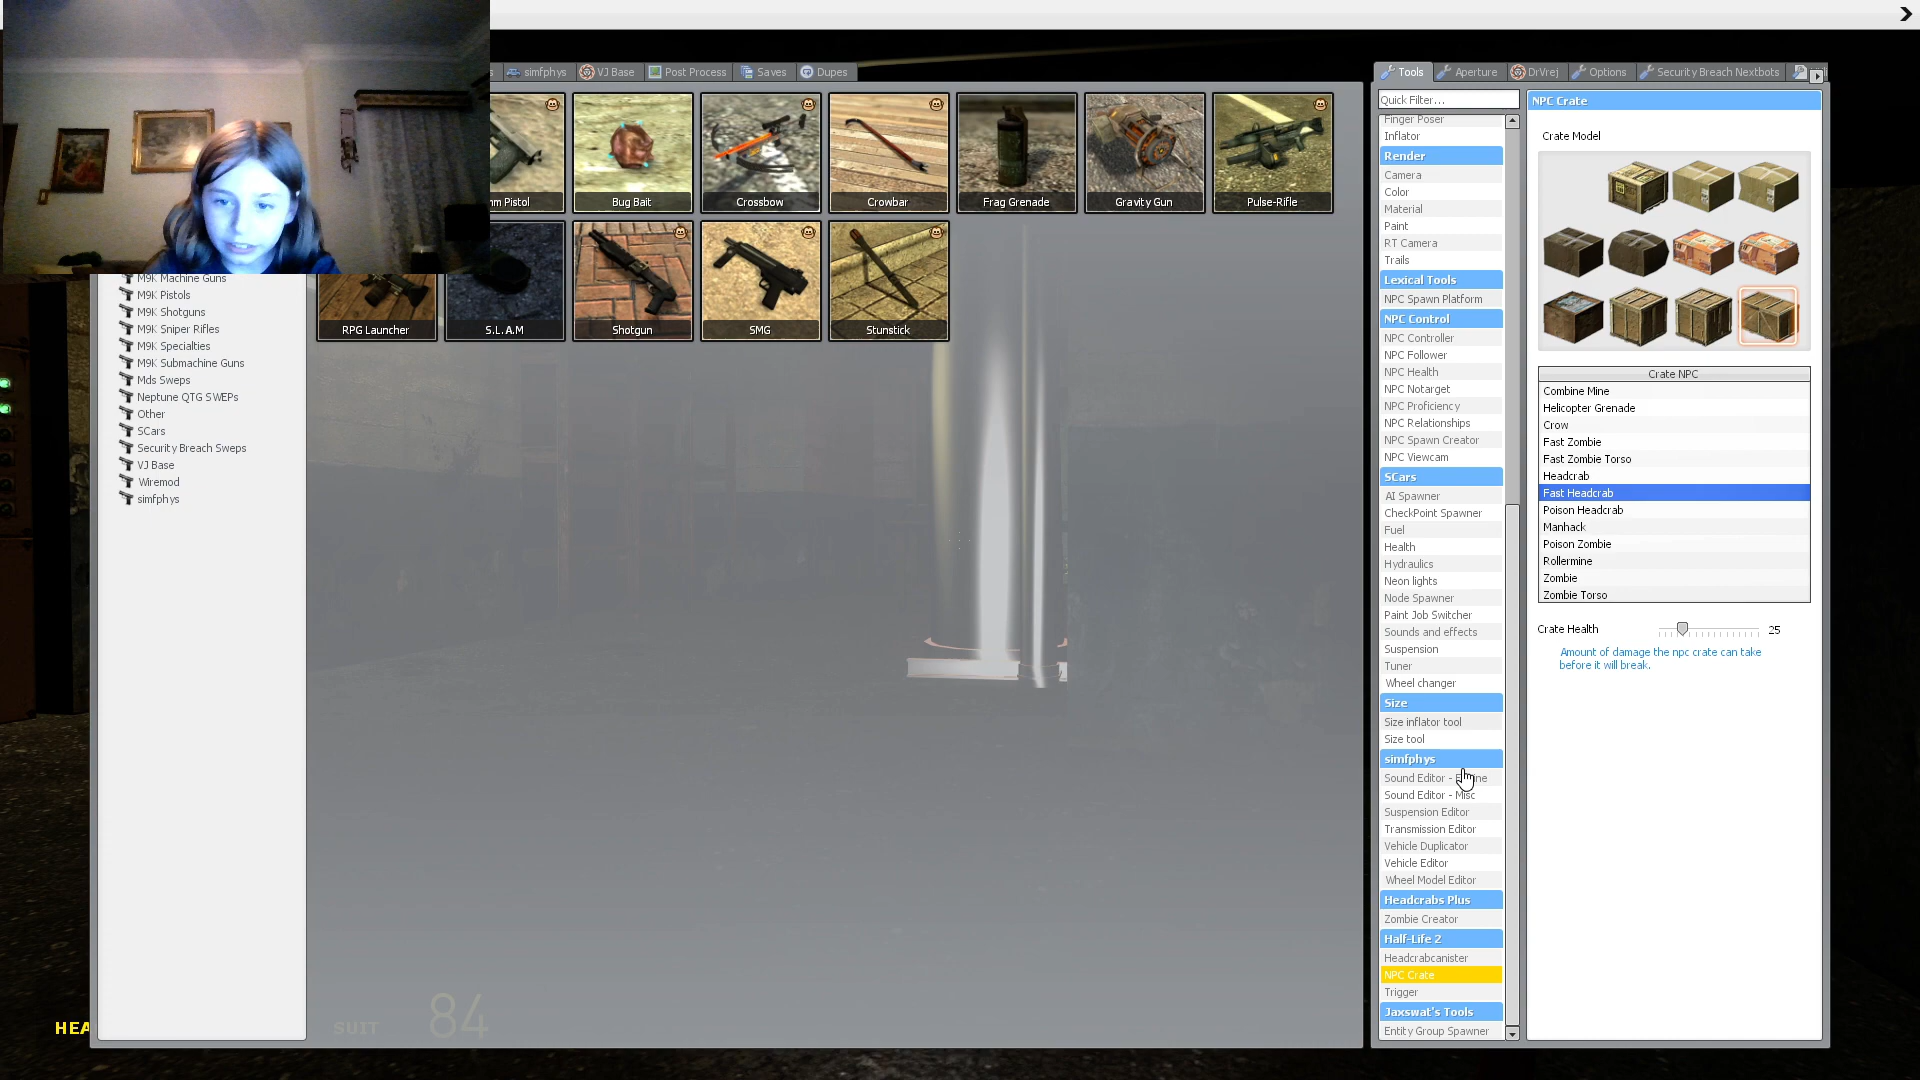 simfphys
VJ Base
Post Process
Saves
Dupes
Tools
Aperture
DrVrej
Options
Security Breach Nextbots
mm Pistol
Bug Bait
Crossbow
Crowbar
Frag Grenade
Gravity Gun
Pulse-Rifle
RPG Launcher
S.L.A.M
Shotgun
SMG
Stunstick
M9K Machine Guns
M9K Pistols
M9K Shotguns
M9K Sniper Rifles
M9K Specialties
M9K Submachine Guns
Mds Sweps
Neptune QTG SWEPs
Other
SCars
Security Breach Sweps
VJ Base
Wiremod
simfphys
HEA
SUIT 84
Quick Filter...
Finger Poser
Inflator
Render
Camera
Color
Material
Paint
RT Camera
Trails
Lexical Tools
NPC Spawn Platform
NPC Control
NPC Controller
NPC Follower
NPC Health
NPC Notarget
NPC Proficiency
NPC Relationships
NPC Spawn Creator
NPC Viewcam
SCars
AI Spawner
CheckPoint Spawner
Fuel
Health
Hydraulics
Neon lights
Node Spawner
Paint Job Switcher
Sounds and effects
Suspension
Tuner
Wheel changer
Size
Size inflator tool
Size tool
simfphys
Sound Editor -
Sound Editor - Misc
Suspension Editor
Transmission Editor
Vehicle Duplicator
Vehicle Editor
Wheel Model Editor
Headcrabs Plus
Zombie Creator
Half-Life 2
Headcrabcanister
NPC Crate
Trigger
Jaxswat's Tools
Entity Group Spawner
NPC Crate
Crate Model
Crate NPC
Combine Mine
Helicopter Grenade
Crow
Fast Zombie
Fast Zombie Torso
Headcrab
Fast Headcrab
Poison Headcrab
Manhack
Poison Zombie
Rollermine
Zombie
Zombie Torso
Crate Health 25
Amount of damage the npc crate can take
before it will break.